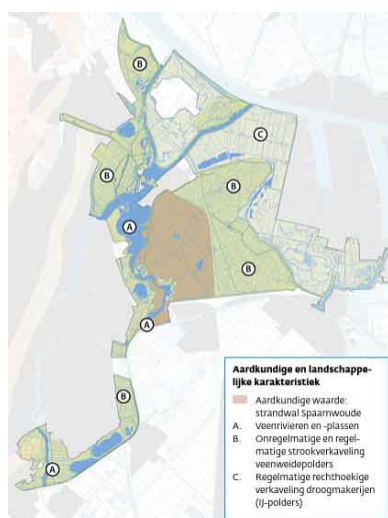 B
C
B
B
A
B
A
B
A
Aardkundige en landschappe-
lijke karakteristiek
Aardkundige waarde:
strandwal Spaarnwoude
A. Veenrivieren en -plassen
B. Onregelmatige en regel-
matige strookverkaveling
veenweidepolders
C. Regelmatige rechthoekige
verkaveling droogmakerijen
(IJ-polders)